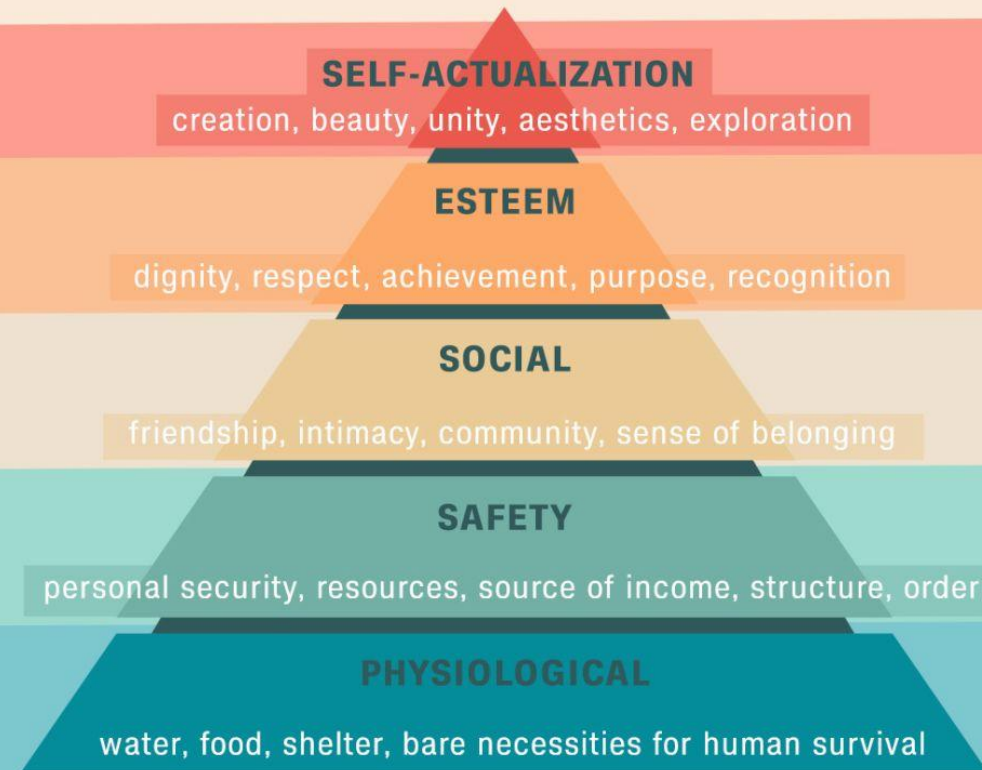 SELF-ACTUALIZATION
creation, beauty, unity, aesthetics, exploration
ESTEEM
dignity, respect, achievement, purpose, recognition
SOCIAL
friendship, intimacy, community, sense of belonging
SAFETY
personal security, resources, source of income, structure, order
PHYSIOLOGICAL
water, food, shelter, bare necessities for human survival